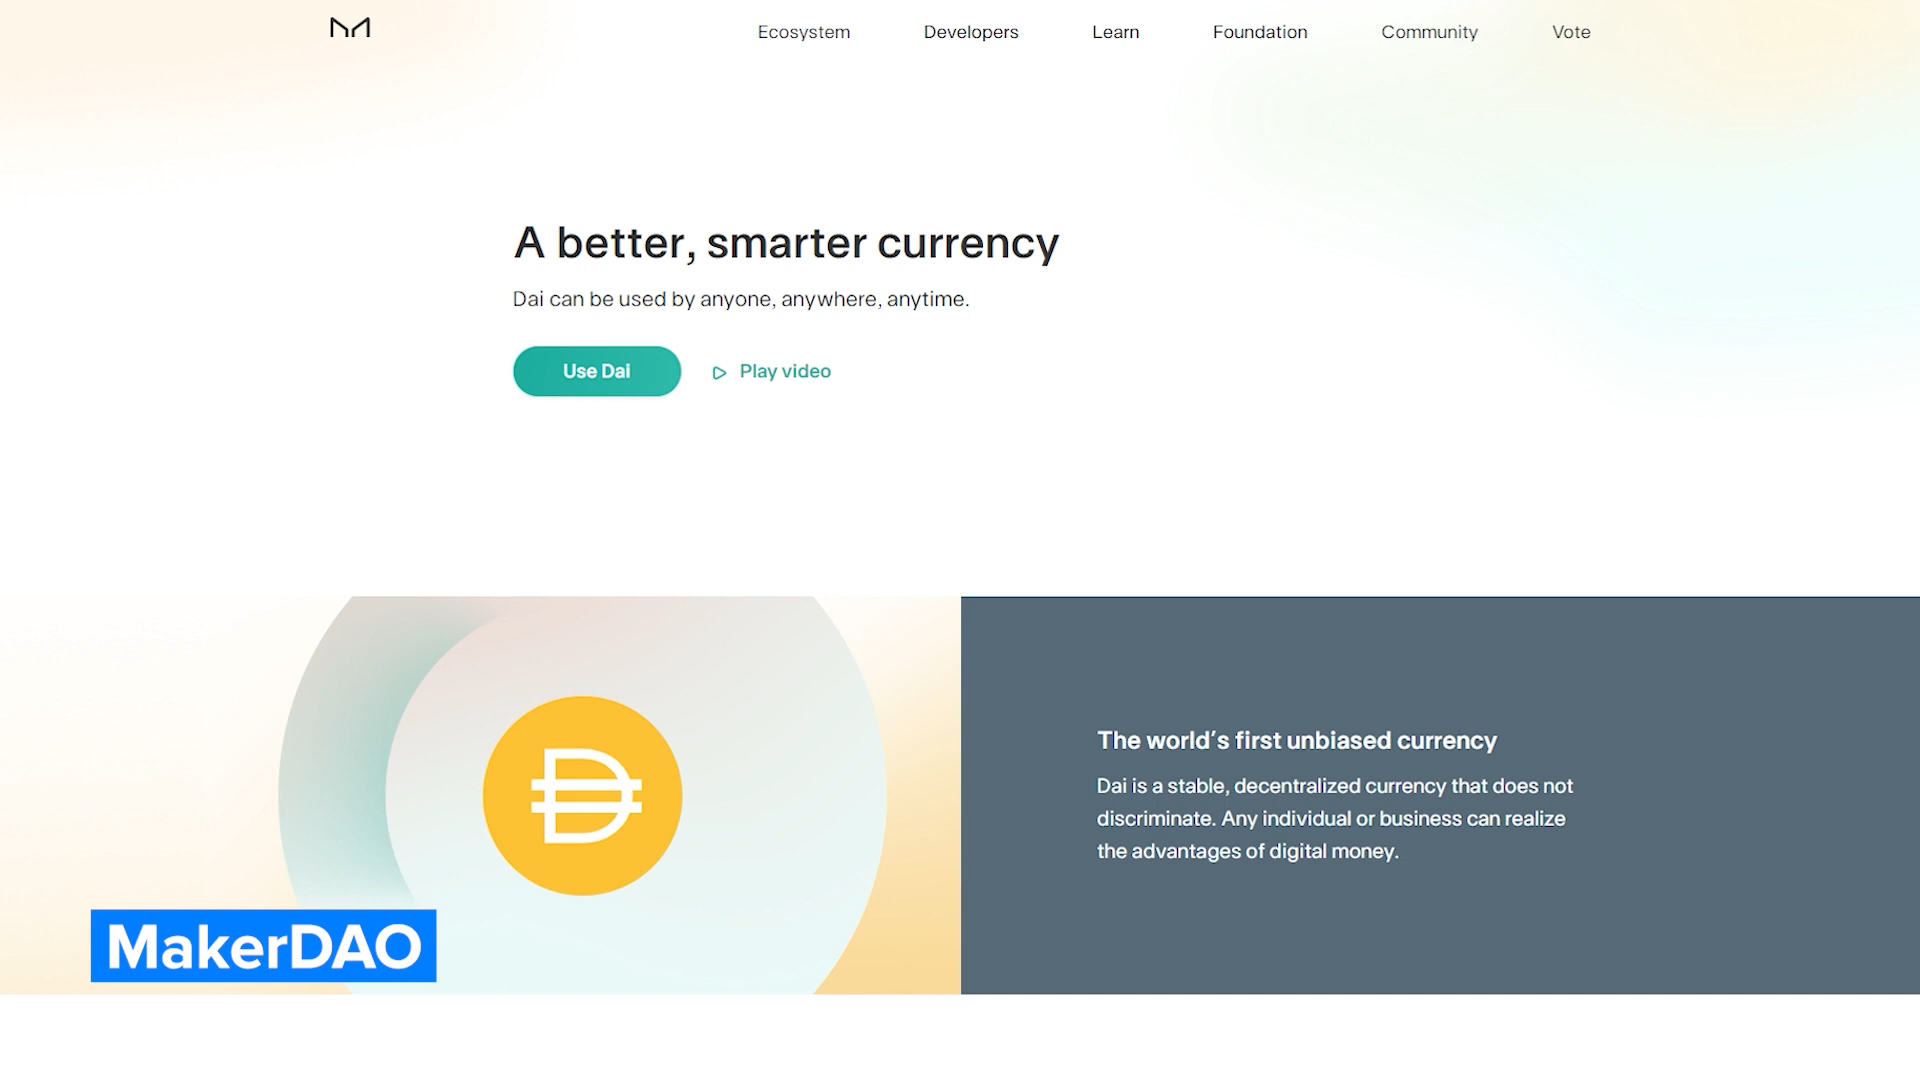 Ecosystem Developers Learn Foundation Community Vote
A better, smarter currency
Dai can be used by anyone, anywhere, anytime.
Use Dai Play video
The world’s first unbiased currency
Dai is a stable, decentralized currency that does not
discriminate. Any individual or business can realize
the advantages of digital money.
MakerDAO